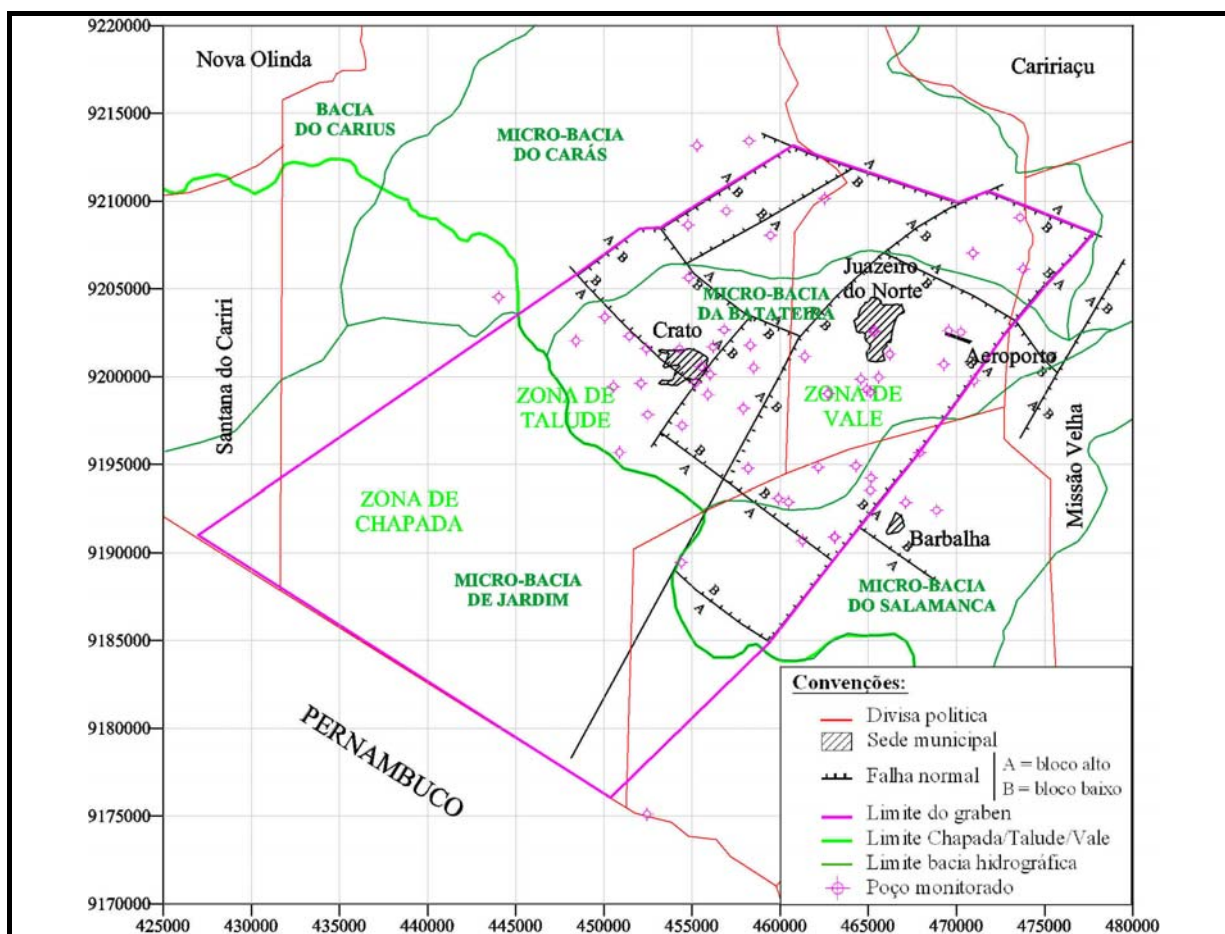 9220000
Nova Olinda
Caririaçu
9215000
BACIA
DO CARIUS
MICRO-BACIA
DO CARÁS
A
B
A
B
A
B
A
B
9210000
A
B
B
A
A
B
A
B
A
B
Juazeiro
do Norte
A
B
B
A
9205000
B
A
MICRO-BACIA
DA BATATEIRA
Crato
A
B
Aeroporto
A
B
B
A
Santana do Cariri
9200000
ZONA DE
TALUDE
ZONA DE
VALE
A
B
A
B
Missão Velha
9195000
B
A
ZONA DE
CHAPADA
B
A
B
A
9190000
Barbalha
B
A
MICRO-BACIA
DE JARDIM
B
A
MICRO-BACIA
DO SALAMANCA
9185000
PERNAMBUCO
9180000
9175000
9170000
Convenções:
Divisa política
Sede municipal
Falha normal
A = bloco alto
B = bloco baixo
Limite do graben
Limite Chapada/Talude/Vale
Limite bacia hidrográfica
Poço monitorado
425000 430000 435000 440000 445000 450000 455000 460000 465000 470000 475000 480000